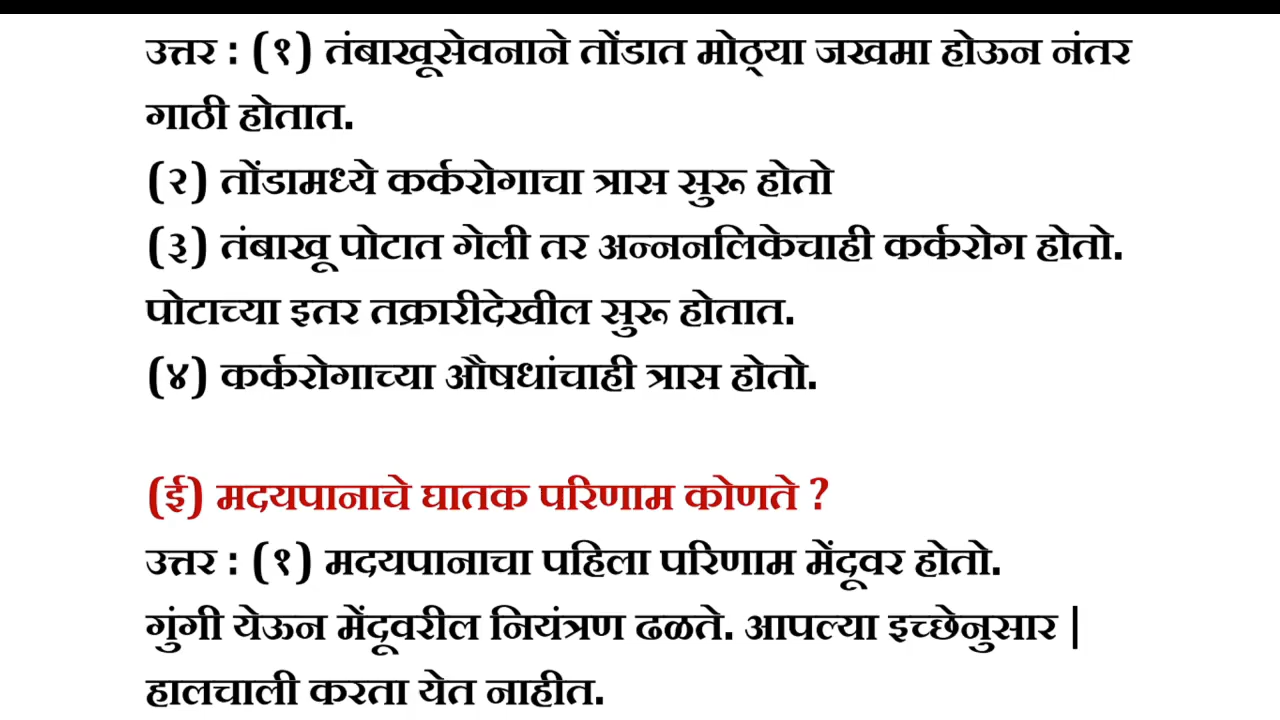 उत्तर : (१) तंबाखूसेवनाने तोंडात मोठ्या जखमा होऊन नंतर
गाठी होतात.
(२) तोंडामध्ये कर्करोगाचा त्रास सुरू होतो
(३) तंबाखू पोटात गेली तर अन्ननलिकेचाही कर्करोग होतो.
पोटाच्या इतर तक्रारीदेखील सुरू होतात.
(४) कर्करोगाच्या औषधांचाही त्रास होतो.
(ई) मदयपानाचे घातक परिणाम कोणते ?
उत्तर : (१) मदयपानाचा पहिला परिणाम मेंदूवर होतो.
गुंगी येऊन मेंदूवरील नियंत्रण ढळते. आपल्या इच्छेनुसार |
हालचाली करता येत नाहीत.